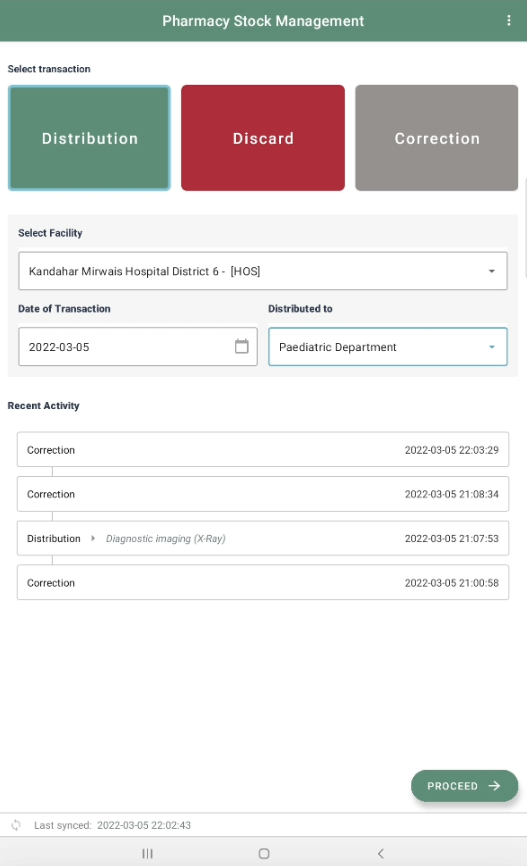 Pharmacy Stock Management
Select transaction
Distribution
Discard
Correction
Select Facility
Kandahar Mirwais Hospital District 6 - [HOS]
Date of Transaction
Distributed to
2022-03-05
Paediatric Department
Recent Activity
Correction 2022-03-05 22:03:29
Correction 2022-03-05 21:08:34
Distribution Diagnostic imaging (X-Ray) 2022-03-05 21:07:53
Correction 2022-03-05 21:00:58
PROCEED
Last synced: 2022-03-05 22:02:43